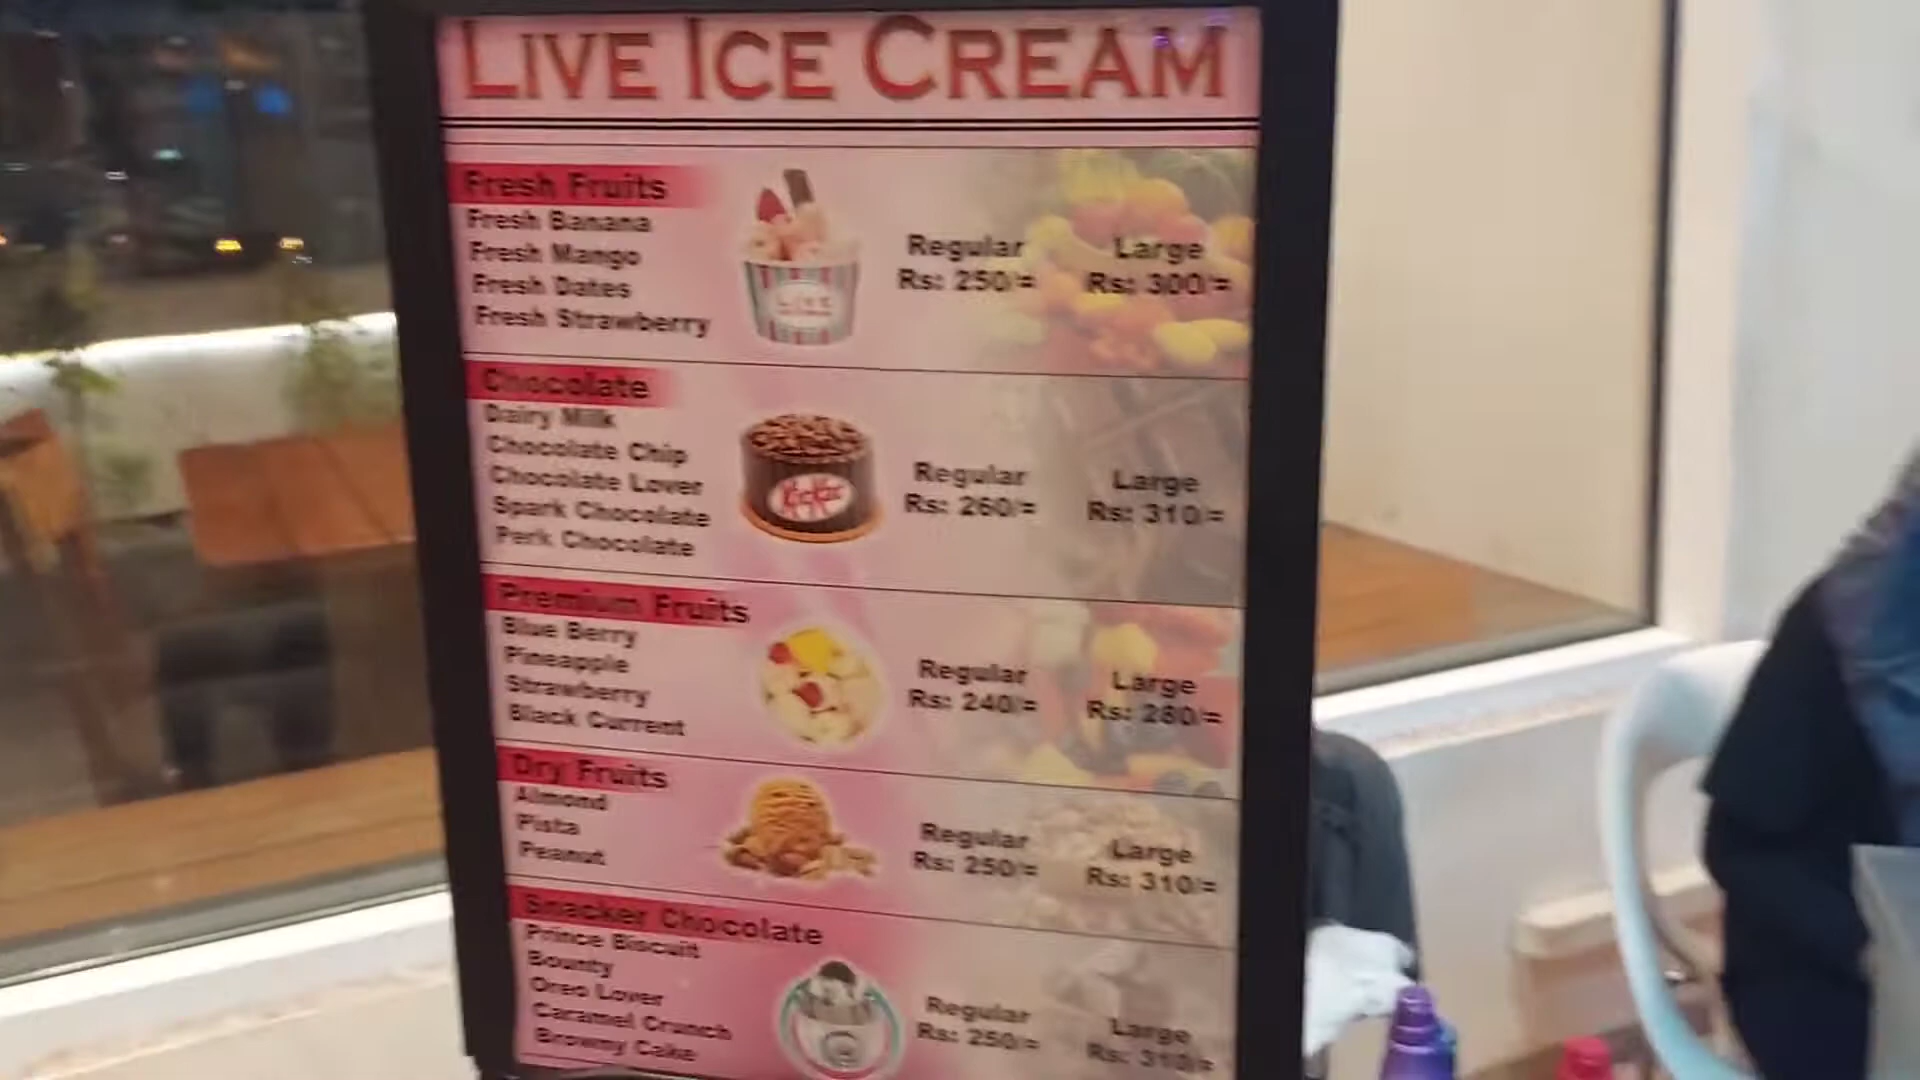 LIVE ICE CREAM
Fresh Fruits
Fresh Banana
Fresh Mango
Fresh Dates
Fresh Strawberry
LIVE
Regular
Rs: 250/=
Large
Rs: 300/=
Chocolate
Dairy Milk
Chocolate Chip
Chocolate Lover
Spark Chocolate
Perk Chocolate
KitKat
Regular
Rs: 260/=
Large
Rs: 310/=
Premium Fruits
Blue Berry
Pineapple
Strawberry
Black Current
Regular
Rs: 240/=
Large
Rs: 280/=
Dry Fruits
Almond
Pista
Peanut
Regular
Rs: 250/=
Large
Rs: 310/=
Snacker Chocolate
Prince Biscuit
Bounty
Oreo Lover
Caramel Crunch
Browny Cake
Regular
Rs: 250/=
Large
Rs: 310/=